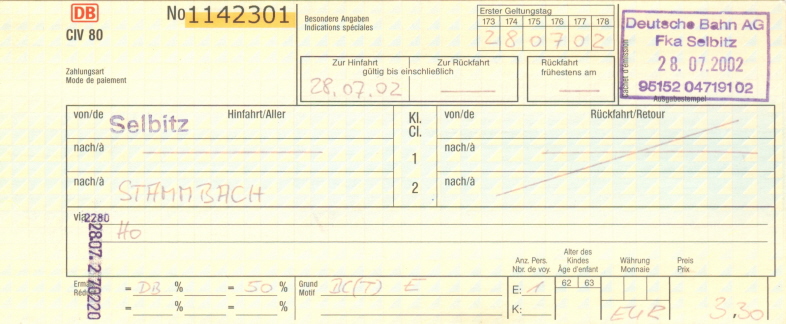 DB
CIV 80
No 1142301
Besondere Angaben
Indications spéciales
Erster Geltungstag
173 174 175 176 177 178
2 8 0 7 0 2
Deutsche Bahn AG
Fka Selbitz
28. 07. 2002
95152 04719102
Ausgabestempel
Cachet d'émission
Zahlungsart
Mode de paiement
Zur Hinfahrt
Zur Rückfahrt
gültig bis einschließlich
28.07.02
Rückfahrt
frühestens am
von/de
Hinfahrt/Aller
Selbitz
Kl.
Cl.
von/de
Rückfahrt/Retour
nach/à
1
nach/à
nach/à
STAMMBACH
2
nach/à
via
2280
Ho
Anz. Pers.
Nbr. de voy.
Alter des
Kindes
Âge d'enfant
Währung
Monnaie
Preis
Prix
= DB % = 50 %
= % = %
Grund
Motif
BC(T) E
E: 1
K:
62 63
EUR
3,30